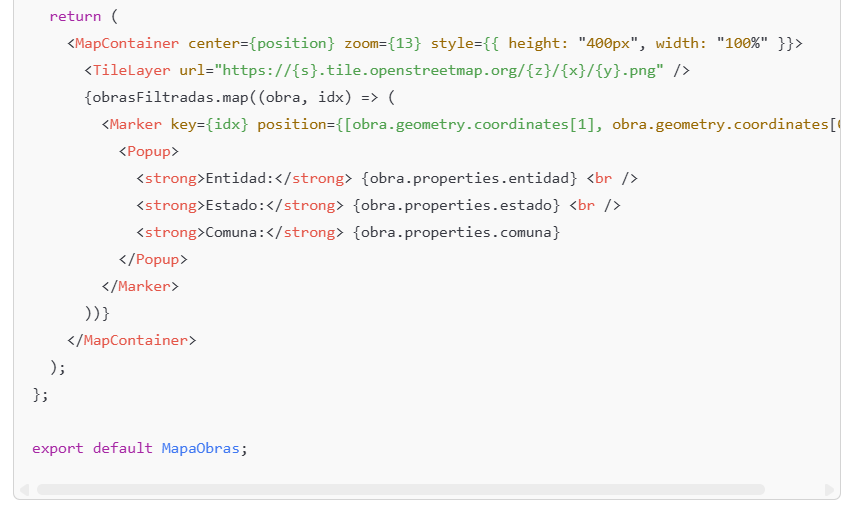 return (
<MapContainer center={position} zoom={13} style={{ height: "400px", width: "100%" }}>
<TileLayer url="https://{s}.tile.openstreetmap.org/{z}/{x}/{y}.png" />
{obrasFiltradas.map((obra, idx) => (
<Marker key={idx} position={[obra.geometry.coordinates[1], obra.geometry.coordinates[
<Popup>
<strong>Entidad:</strong> {obra.properties.entidad} <br />
<strong>Estado:</strong> {obra.properties.estado} <br />
<strong>Comuna:</strong> {obra.properties.comuna}
</Popup>
</Marker>
))}
</MapContainer>
);
};
export default MapaObras;